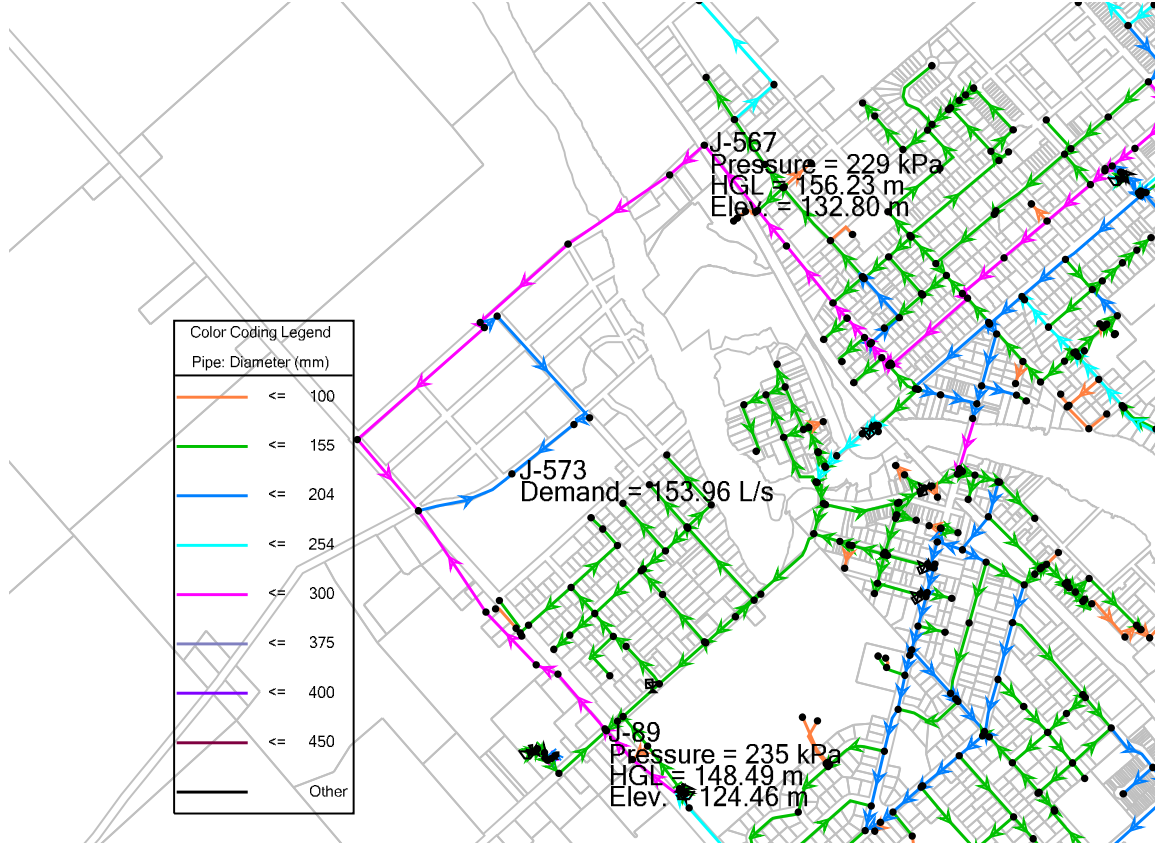 J-567
Pressure = 229 kPa
HGL = 156.23 m
Elev. = 132.80 m
Color Coding Legend
Pipe: Diameter (mm)
<= 100
<= 155
<= 204
<= 254
<= 300
<= 375
<= 400
<= 450
Other
J-573
Demand = 153.96 L/s
J-89
Pressure = 235 kPa
HGL = 148.49 m
Elev. = 124.46 m